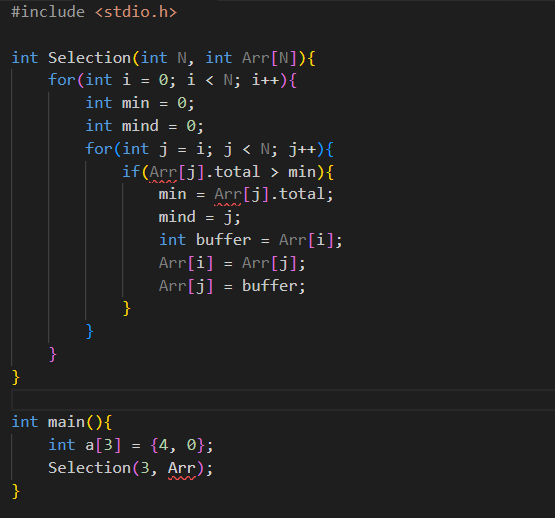 #include <stdio.h>

int Selection(int N, int Arr[N]){
    for(int i = 0; i < N; i++){
        int min = 0;
        int mind = 0;
        for(int j = i; j < N; j++){
            if(Arr[j].total > min){
                min = Arr[j].total;
                mind = j;
                int buffer = Arr[i];
                Arr[i] = Arr[j];
                Arr[j] = buffer;
            }
        }
    }
}

int main(){
    int a[3] = {4, 0};
    Selection(3, Arr);
}